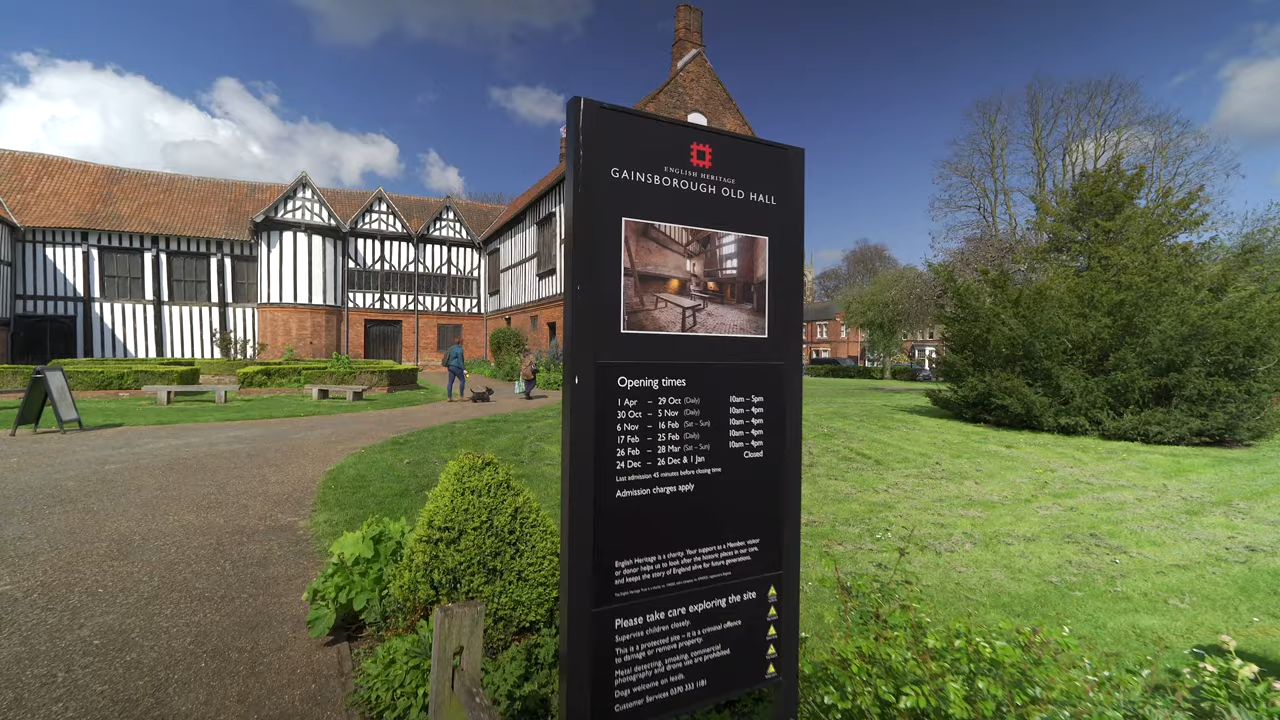 ENGLISH HERITAGE
GAINSBOROUGH OLD HALL
Opening times
1 Apr – 29 Oct (Daily) 10am – 5pm
30 Oct – 5 Nov (Daily) 10am – 4pm
6 Nov – 16 Feb (Sat – Sun) 10am – 4pm
17 Feb – 25 Feb (Daily) 10am – 4pm
26 Feb – 28 Mar (Sat – Sun) 10am – 4pm
24 Dec – 26 Dec & 1 Jan Closed
Last admission 45 minutes before closing time
Admission charges apply
English Heritage is a charity. Your support as a Member, visitor
or donor helps us to look after the historic places in our care,
and keeps the story of England alive for future generations.
Please take care exploring the site
Supervise children closely.
This is a protected site – it is a criminal offence
to damage or remove property.
Metal detecting, smoking, commercial
photography and drone use are prohibited.
Dogs welcome on leads.
Customer Services 0370 333 1181